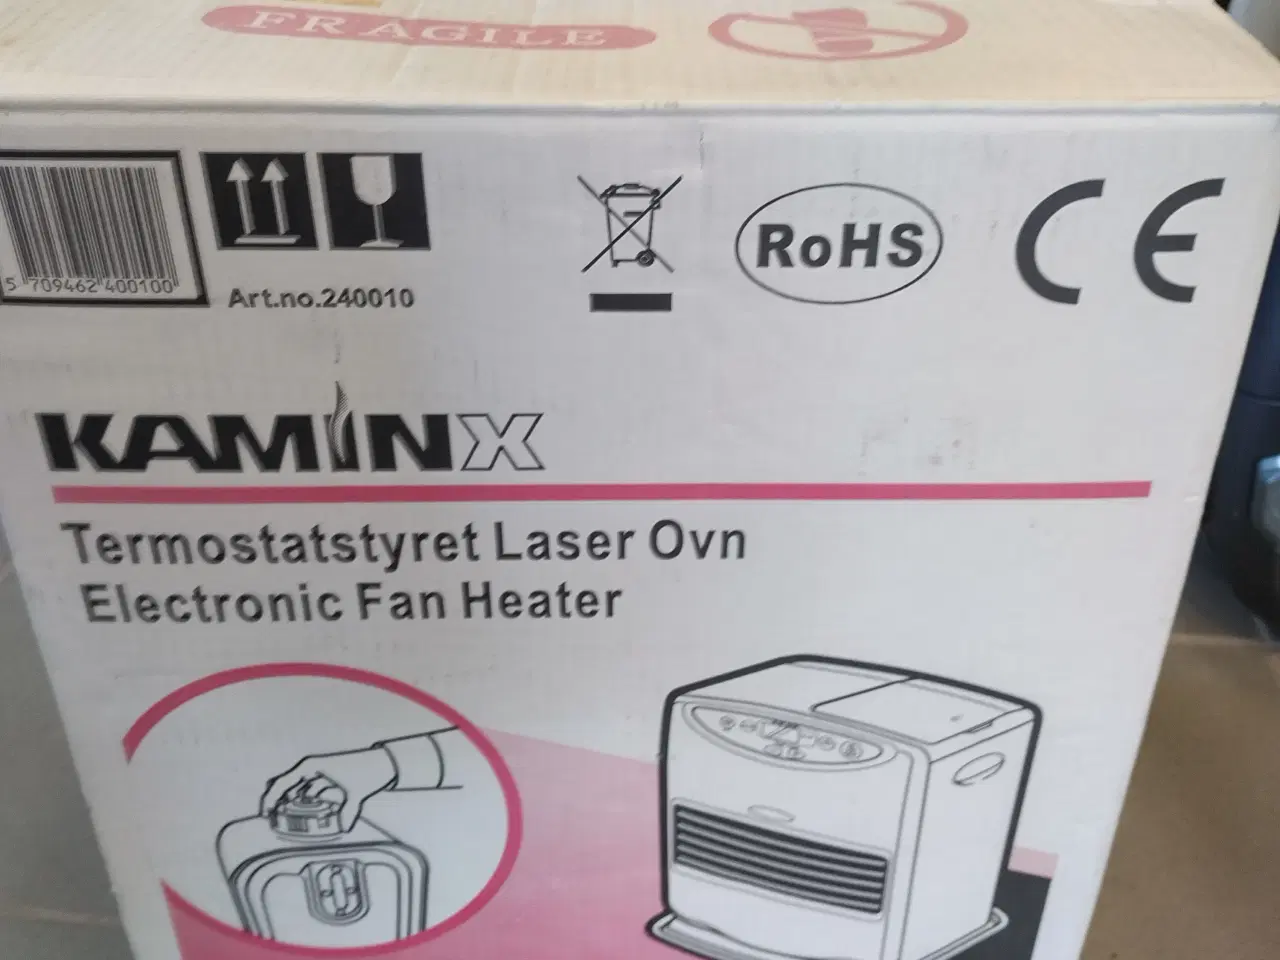 FRAGILE
5 709462 400100
Art.no.240010
RoHS
CE
KAMINX
Termostatstyret Laser Ovn
Electronic Fan Heater